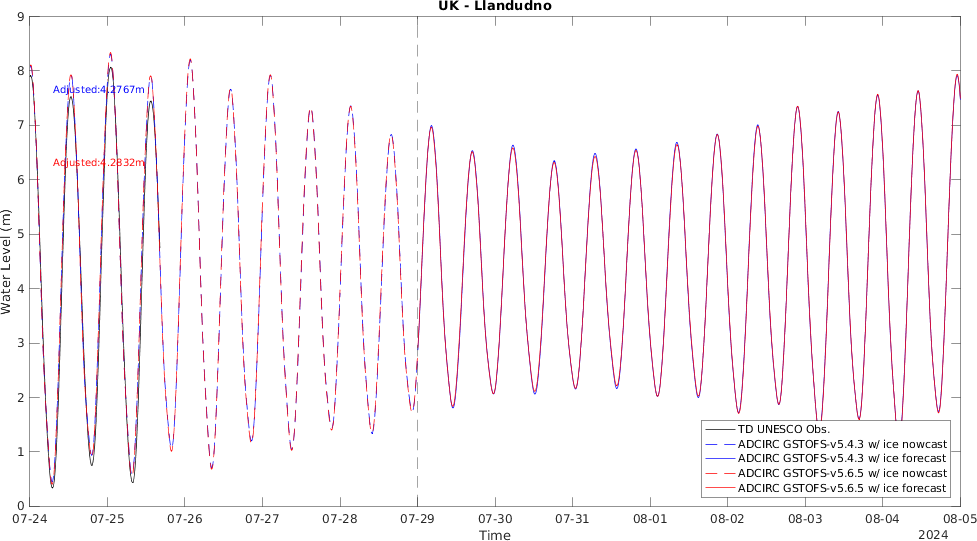 UK - Llandudno
9
8
7
6
5
4
3
2
1
0
Water Level (m)
Adjusted:4.2767m
Adjusted:4.2832m
TD UNESCO Obs.
ADCIRC GSTOFS-v5.4.3 w/ ice nowcast
ADCIRC GSTOFS-v5.4.3 w/ ice forecast
ADCIRC GSTOFS-v5.6.5 w/ ice nowcast
ADCIRC GSTOFS-v5.6.5 w/ ice forecast
07-24 07-25 07-26 07-27 07-28 07-29 07-30 07-31 08-01 08-02 08-03 08-04 08-05
Time
2024